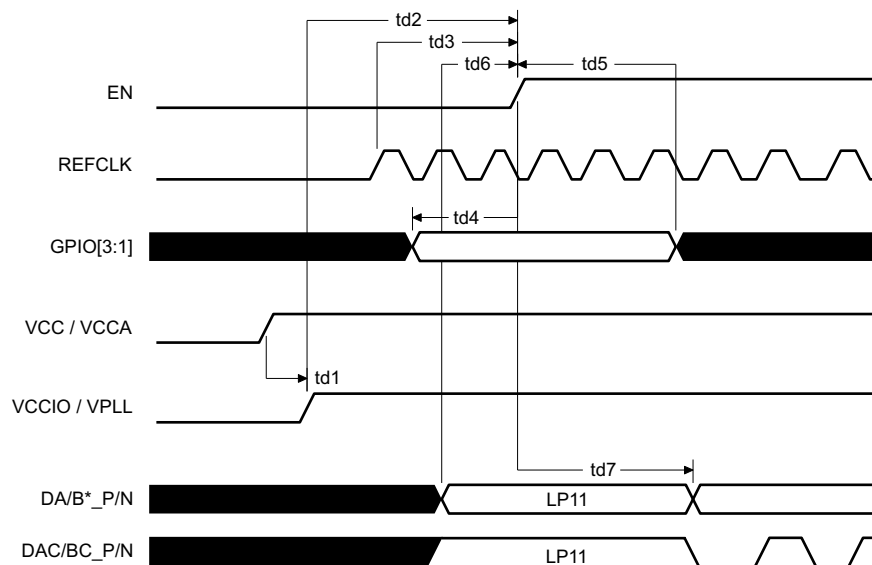 td2
td3
td6
td5
EN
REFCLK
td4
GPIO[3:1]
VCC / VCCA
td1
VCCIO / VPLL
td7
DA/B*_P/N
LP11
DAC/BC_P/N
LP11